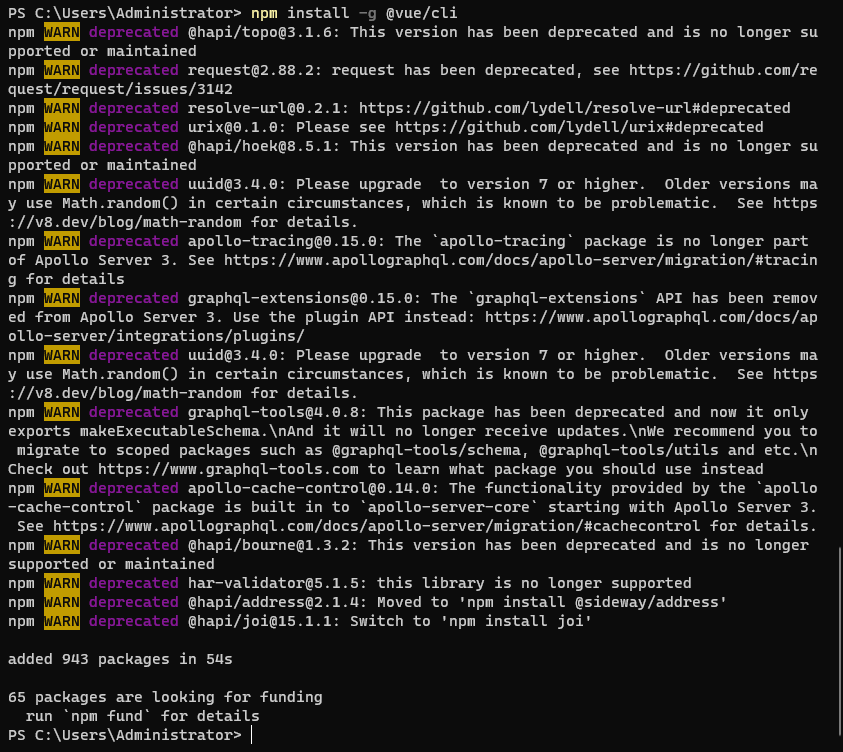 PS C:\Users\Administrator> npm install -g @vue/cli
npm WARN deprecated @hapi/topo@3.1.6: This version has been deprecated and is no longer su
pported or maintained
npm WARN deprecated request@2.88.2: request has been deprecated, see https://github.com/re
quest/request/issues/3142
npm WARN deprecated resolve-url@0.2.1: https://github.com/lydell/resolve-url#deprecated
npm WARN deprecated urix@0.1.0: Please see https://github.com/lydell/urix#deprecated
npm WARN deprecated @hapi/hoek@8.5.1: This version has been deprecated and is no longer su
pported or maintained
npm WARN deprecated uuid@3.4.0: Please upgrade  to version 7 or higher.  Older versions ma
y use Math.random() in certain circumstances, which is known to be problematic.  See https
://v8.dev/blog/math-random for details.
npm WARN deprecated apollo-tracing@0.15.0: The `apollo-tracing` package is no longer part
of Apollo Server 3. See https://www.apollographql.com/docs/apollo-server/migration/#tracin
g for details
npm WARN deprecated graphql-extensions@0.15.0: The `graphql-extensions` API has been remov
ed from Apollo Server 3. Use the plugin API instead: https://www.apollographql.com/docs/ap
ollo-server/integrations/plugins/
npm WARN deprecated uuid@3.4.0: Please upgrade  to version 7 or higher.  Older versions ma
y use Math.random() in certain circumstances, which is known to be problematic.  See https
://v8.dev/blog/math-random for details.
npm WARN deprecated graphql-tools@4.0.8: This package has been deprecated and now it only
exports makeExecutableSchema.\nAnd it will no longer receive updates.\nWe recommend you to
 migrate to scoped packages such as @graphql-tools/schema, @graphql-tools/utils and etc.\n
Check out https://www.graphql-tools.com to learn what package you should use instead
npm WARN deprecated apollo-cache-control@0.14.0: The functionality provided by the `apollo
-cache-control` package is built in to `apollo-server-core` starting with Apollo Server 3.
 See https://www.apollographql.com/docs/apollo-server/migration/#cachecontrol for details.
npm WARN deprecated @hapi/bourne@1.3.2: This version has been deprecated and is no longer
supported or maintained
npm WARN deprecated har-validator@5.1.5: this library is no longer supported
npm WARN deprecated @hapi/address@2.1.4: Moved to 'npm install @sideway/address'
npm WARN deprecated @hapi/joi@15.1.1: Switch to 'npm install joi'

added 943 packages in 54s

65 packages are looking for funding
  run `npm fund` for details
PS C:\Users\Administrator>